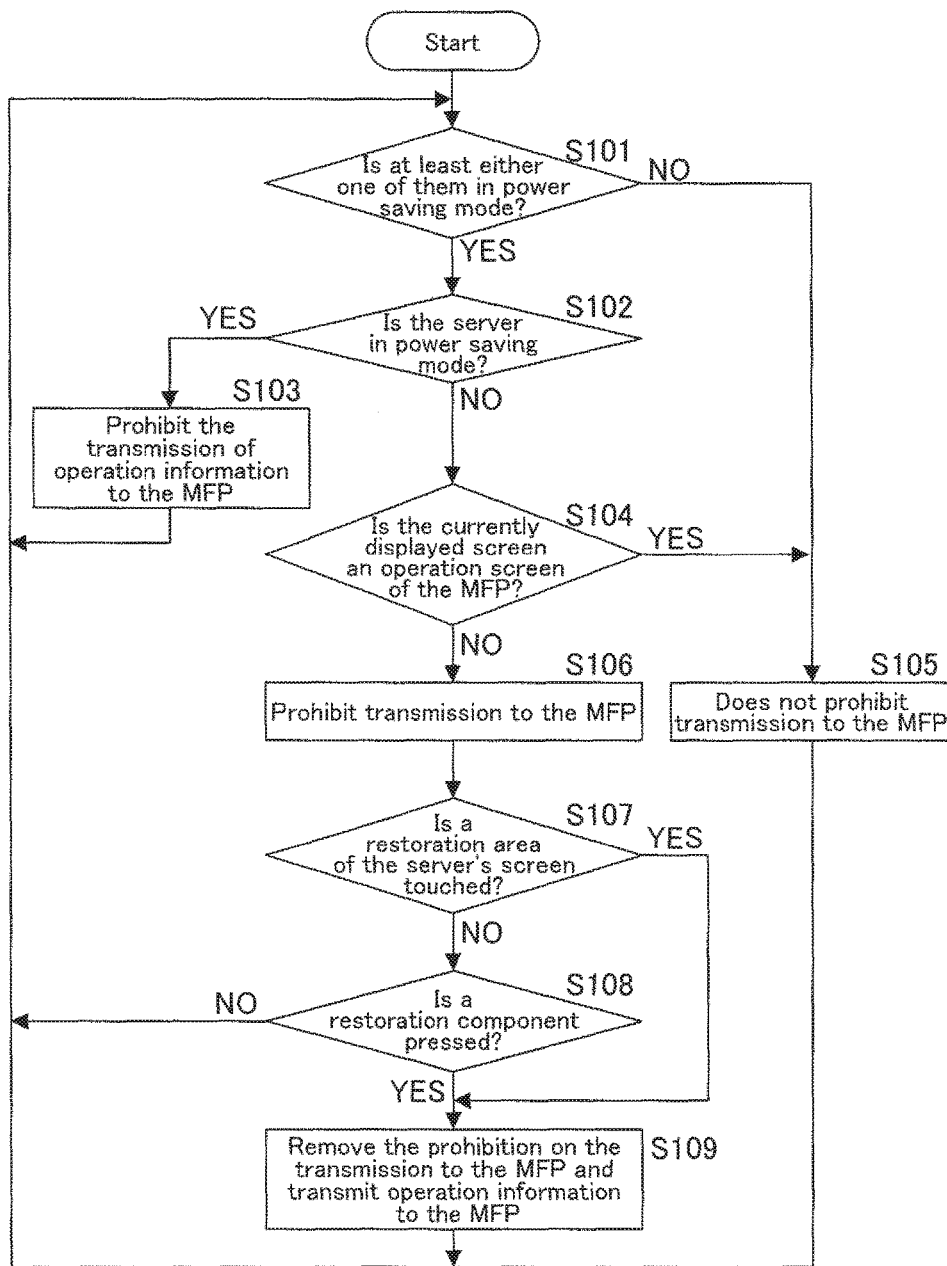 Start
S101
Is at least either
one of them in power
saving mode?
NO
YES
S102
YES
Is the server
in power saving
mode?
NO
S103
Prohibit the
transmission of
operation information
to the MFP
S104
Is the currently
displayed screen
an operation screen
of the MFP?
YES
NO
S106
Prohibit transmission to the MFP
S105
Does not prohibit
transmission to the MFP
S107
Is a
restoration area
of the server's screen
touched?
YES
NO
S108
NO
Is a
restoration component
pressed?
YES
S109
Remove the prohibition on the
transmission to the MFP and
transmit operation information
to the MFP